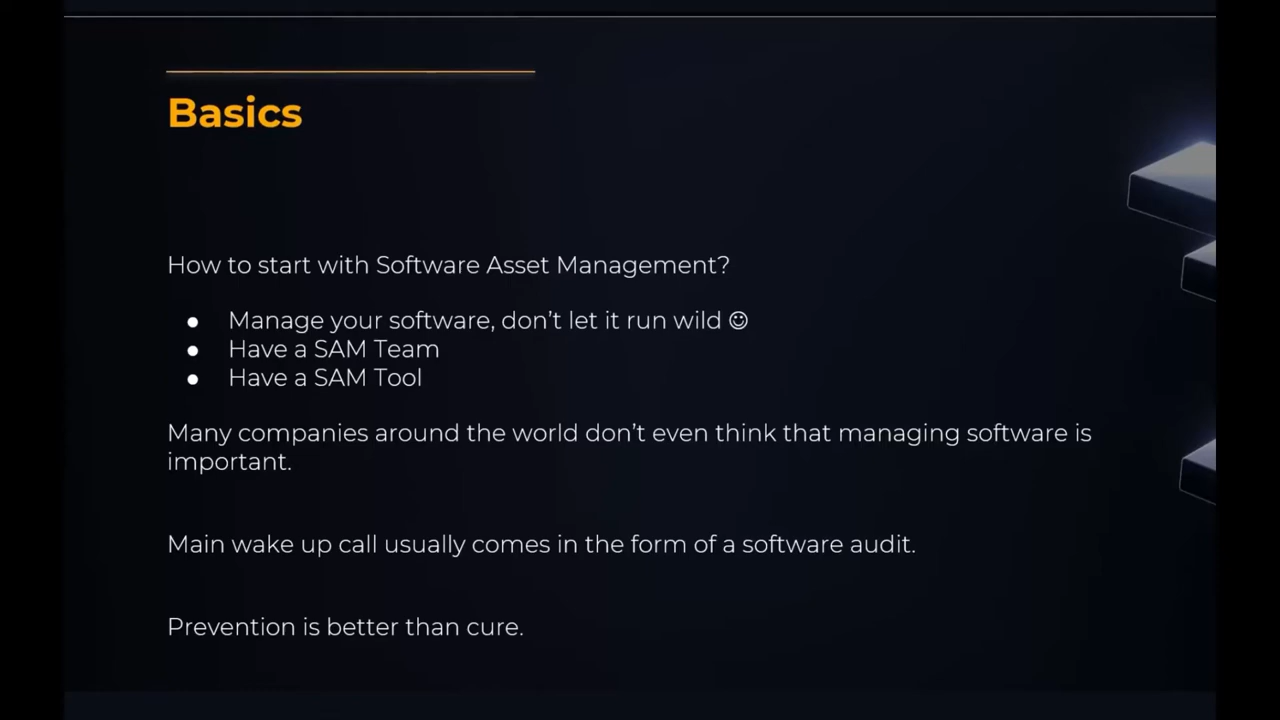 Basics
How to start with Software Asset Management?
● Manage your software, don’t let it run wild ☺
● Have a SAM Team
● Have a SAM Tool
Many companies around the world don’t even think that managing software is
important.
Main wake up call usually comes in the form of a software audit.
Prevention is better than cure.